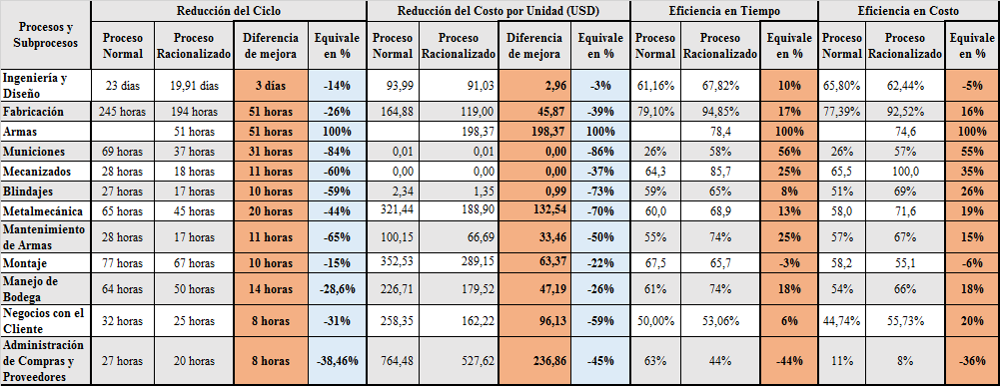 Procesos y Subprocesos | Reducción del Ciclo | Reducción del Costo por Unidad (USD) | Eficiencia en Tiempo | Eficiencia en Costo
Proceso Normal | Proceso Racionalizado | Diferencia de mejora | Equivale en % | Proceso Normal | Proceso Racionalizado | Diferencia de mejora | Equivale en % | Proceso Normal | Proceso Racionalizado | Equivale en % | Proceso Normal | Proceso Racionalizado | Equivale en %
Ingeniería y Diseño | 23 días | 19,91 días | 3 días | -14% | 93,99 | 91,03 | 2,96 | -3% | 61,16% | 67,82% | 10% | 65,80% | 62,44% | -5%
Fabricación | 245 horas | 194 horas | 51 horas | -26% | 164,88 | 119,00 | 45,87 | -39% | 79,10% | 94,85% | 17% | 77,39% | 92,52% | 16%
Armas | 51 horas | 51 horas | 100% | 198,37 | 198,37 | 100% | 78,4 | 100% | 74,6 | 100%
Municiones | 69 horas | 37 horas | 31 horas | -84% | 0,01 | 0,01 | 0,00 | -86% | 26% | 58% | 56% | 26% | 57% | 55%
Mecanizados | 28 horas | 18 horas | 11 horas | -60% | 0,00 | 0,00 | 0,00 | -37% | 64,3 | 85,7 | 25% | 65,5 | 100,0 | 35%
Blindajes | 27 horas | 17 horas | 10 horas | -59% | 2,34 | 1,35 | 0,99 | -73% | 59% | 65% | 8% | 51% | 69% | 26%
Metalmecánica | 65 horas | 45 horas | 20 horas | -44% | 321,44 | 188,90 | 132,54 | -70% | 60,0 | 68,9 | 13% | 58,0 | 71,6 | 19%
Mantenimiento de Armas | 28 horas | 17 horas | 11 horas | -65% | 100,15 | 66,69 | 33,46 | -50% | 55% | 74% | 25% | 57% | 67% | 15%
Montaje | 77 horas | 67 horas | 10 horas | -15% | 352,53 | 289,15 | 63,37 | -22% | 67,5 | 65,7 | -3% | 58,2 | 55,1 | -6%
Manejo de Bodega | 64 horas | 50 horas | 14 horas | -28,6% | 226,71 | 179,52 | 47,19 | -26% | 61% | 74% | 18% | 54% | 66% | 18%
Negocios con el Cliente | 32 horas | 25 horas | 8 horas | -31% | 258,35 | 162,22 | 96,13 | -59% | 50,00% | 53,06% | 6% | 44,74% | 55,73% | 20%
Administración de Compras y Proveedores | 27 horas | 20 horas | 8 horas | -38,46% | 764,48 | 527,62 | 236,86 | -45% | 63% | 44% | -44% | 11% | 8% | -36%